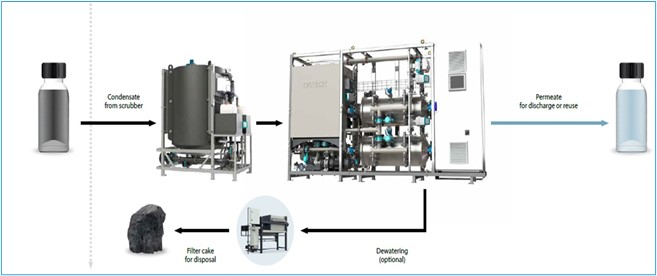 Condensate
from scrubber
Permeate
for discharge or reuse
Filter cake
for disposal
Dewatering
(optional)